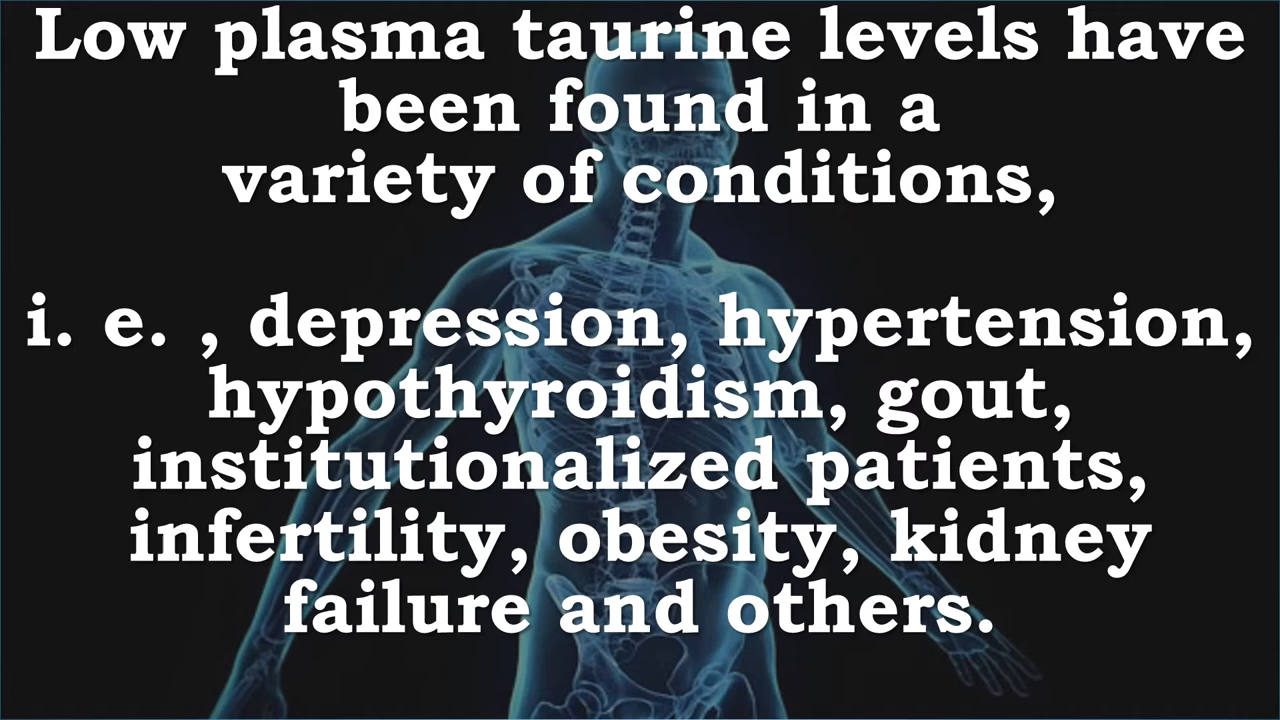 Low plasma taurine levels have
been found in a
variety of conditions,
i. e. , depression, hypertension,
hypothyroidism, gout,
institutionalized patients,
infertility, obesity, kidney
failure and others.